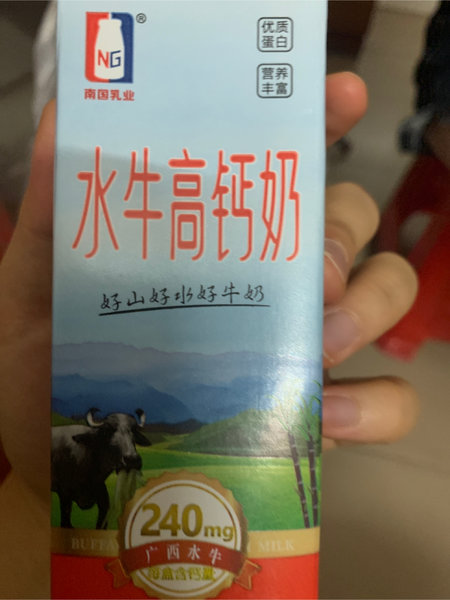 NG
®
南国乳业
优质
蛋白
营养
丰富
水牛高钙奶
好山好水好牛奶
240mg
广西水牛
每盒含钙量
BUFFA
MILK